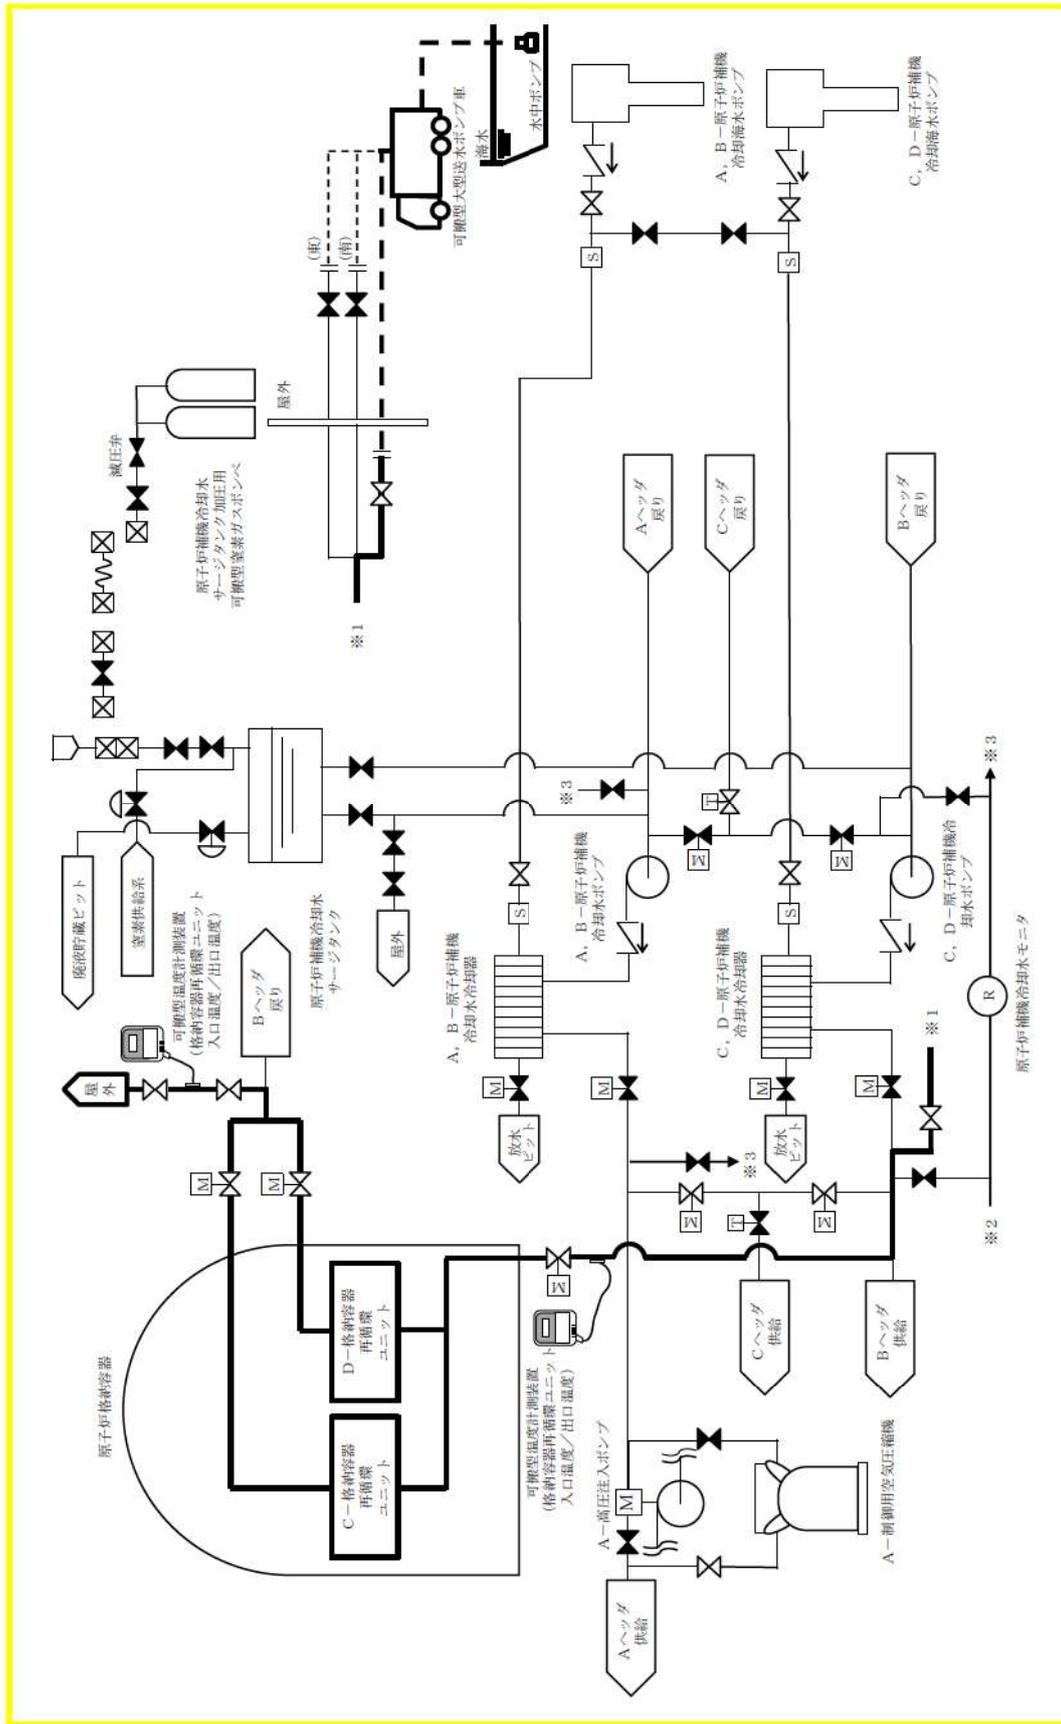 原子炉格納容器
C－格納容器
再循環
ユニット
D－格納容器
再循環
ユニット
M
M
屋
外
可搬型温度計測装置
(格納容器再循環ユニット
入口温度／出口温度)
Bヘッダ
戻り
廃液貯蔵ピット
窒素供給系
原子炉補機冷却水
サージタンク
屋外
減圧弁
原子炉補機冷却水
サージタンク加圧用
可搬型窒素ガスボンベ
屋外
※1
(東)
(南)
可搬型大型送水ポンプ車
海水
水中ポンプ
可搬型温度計測装置
(格納容器再循環ユニット
入口温度／出口温度)
M
放水
ピット
M
A，B－原子炉補機
冷却水冷却器
S
S
A，B－原子炉補機
冷却海水ポンプ
M
A，B－原子炉補機
冷却水ポンプ
※3
Aヘッダ
戻り
Aヘッダ
供給
A－高圧注入ポンプ
M
※3
M
T
M
Cヘッダ
供給
M
T
M
Cヘッダ
戻り
放水
ピット
M
C，D－原子炉補機
冷却水冷却器
S
S
C，D－原子炉補機
冷却海水ポンプ
A－制御用空気圧縮機
Bヘッダ
供給
M
C，D－原子炉補機冷
却水ポンプ
Bヘッダ
戻り
※1
※2
R
原子炉補機冷却水モニタ
※3